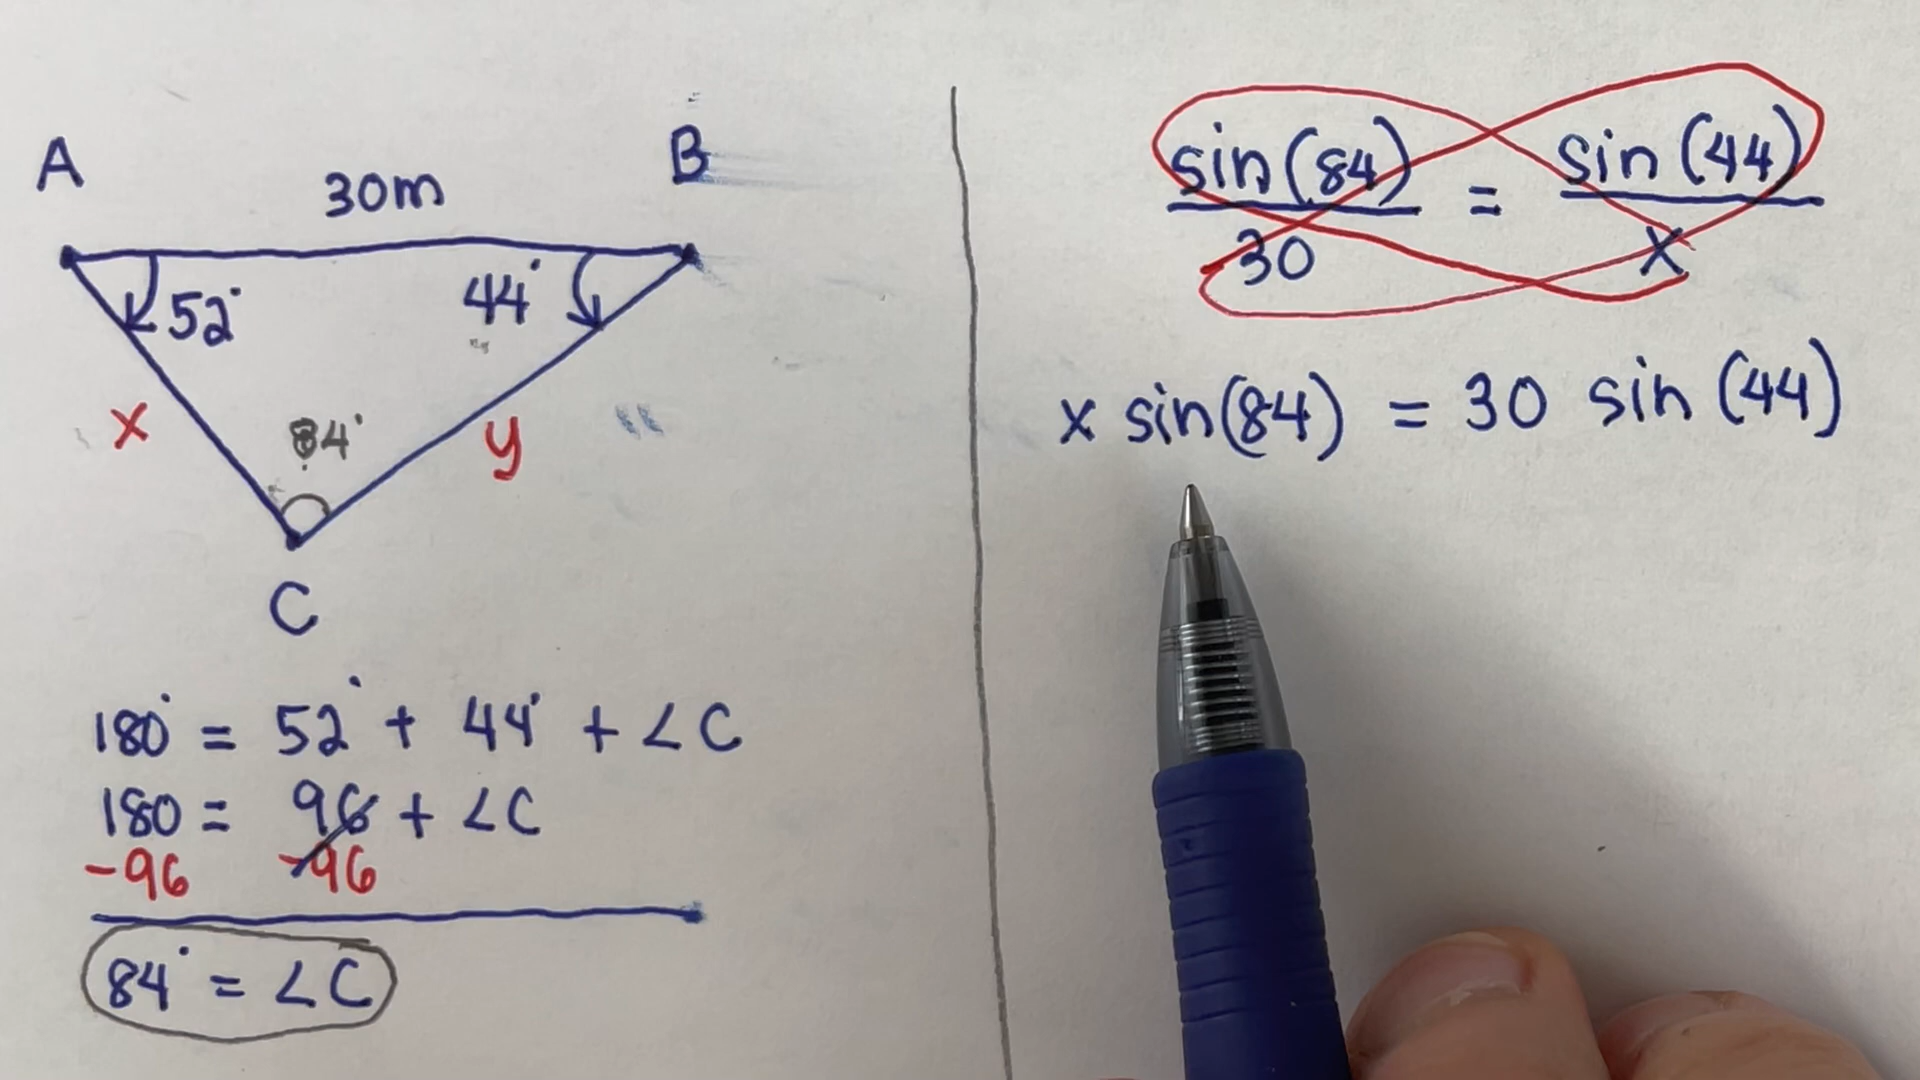 A
B
30m
52°
44°
x
84°
y
C
180° = 52° + 44° + ∠C
180 = 96 + ∠C
-96 -96
84° = ∠C
sin(84) = sin(44)
30 x
x sin(84) = 30 sin(44)